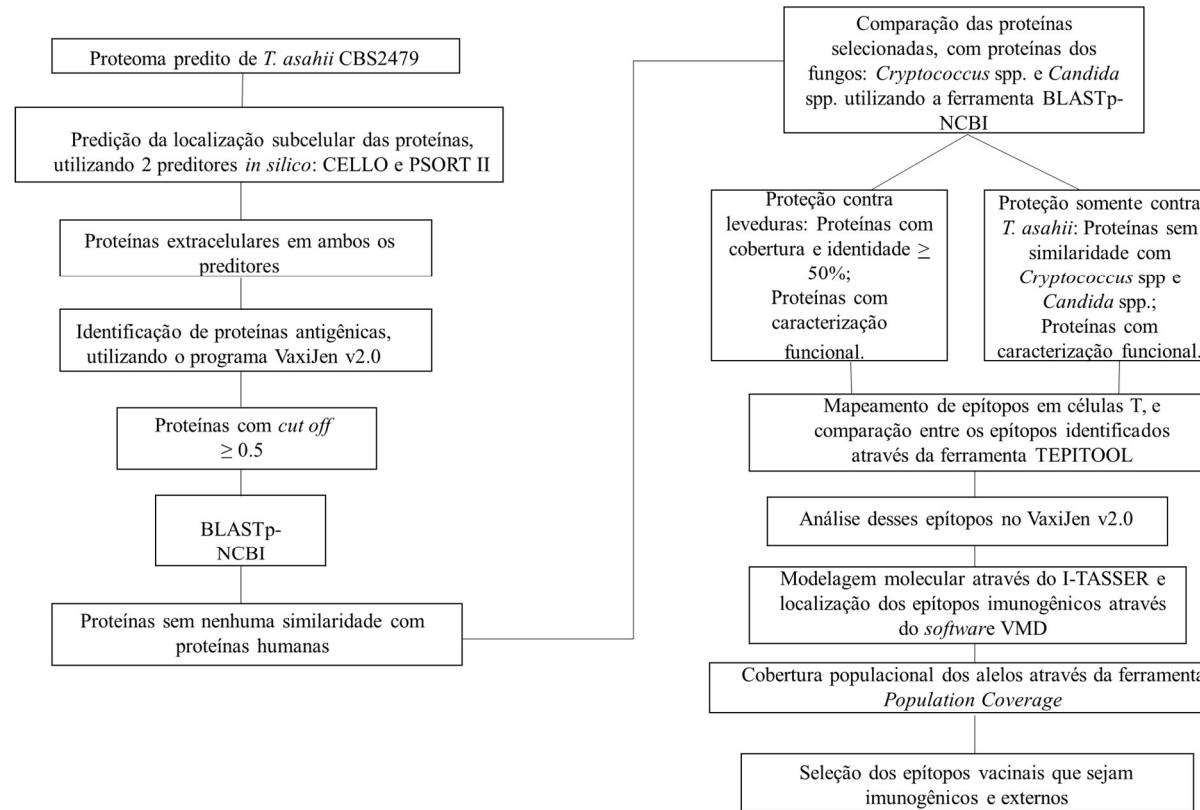 Proteoma predito de T. asahii CBS2479
Predição da localização subcelular das proteínas,
utilizando 2 preditores in silico: CELLO e PSORT II
Proteínas extracelulares em ambos os
preditores
Identificação de proteínas antigênicas,
utilizando o programa VaxiJen v2.0
Proteínas com cut off
≥ 0.5
BLASTp-
NCBI
Proteínas sem nenhuma similaridade com
proteínas humanas
Comparação das proteínas
selecionadas, com proteínas dos
fungos: Cryptococcus spp. e Candida
spp. utilizando a ferramenta BLASTp-
NCBI
Proteção contra
leveduras: Proteínas com
cobertura e identidade ≥
50%;
Proteínas com
caracterização
funcional.
Proteção somente contra
T. asahii: Proteínas sem
similaridade com
Cryptococcus spp e
Candida spp.;
Proteínas com
caracterização funcional.
Mapeamento de epítopos em células T, e
comparação entre os epítopos identificados
através da ferramenta TEPITOOL
Análise desses epítopos no VaxiJen v2.0
Modelagem molecular através do I-TASSER e
localização dos epítopos imunogênicos através
do software VMD
Cobertura populacional dos alelos através da ferramenta
Population Coverage
Seleção dos epítopos vacinais que sejam
imunogênicos e externos